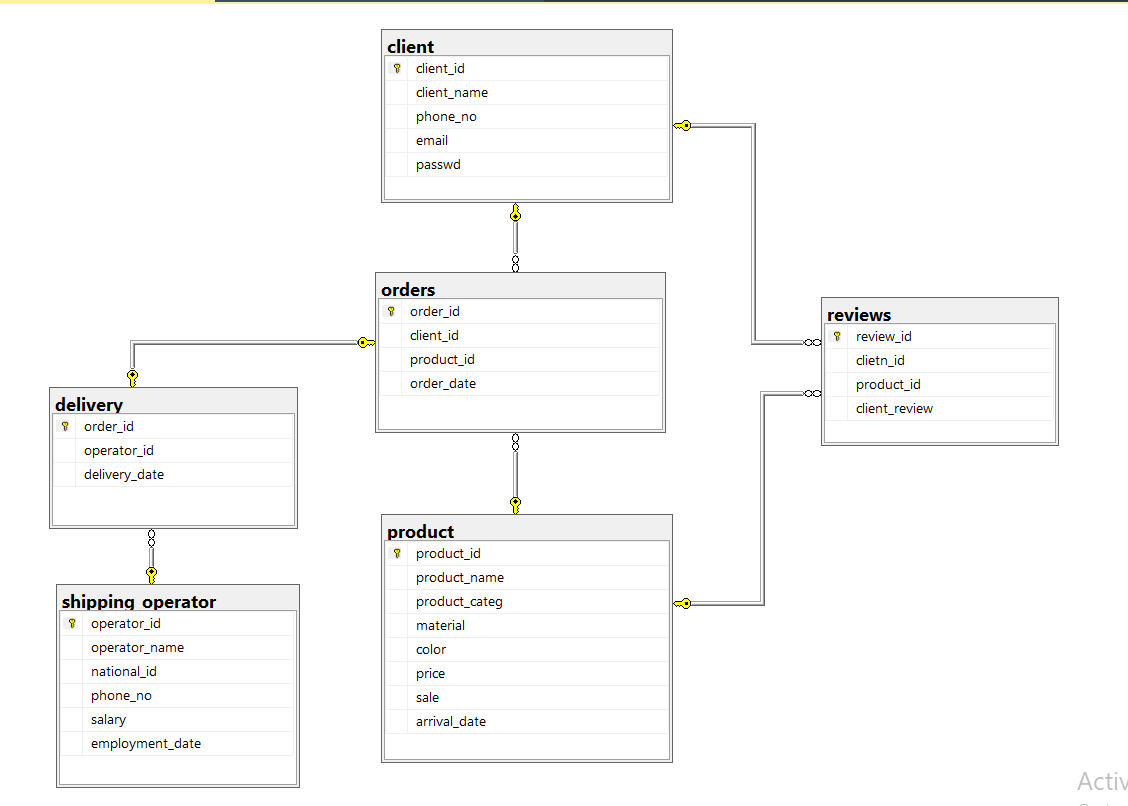 client
client_id
client_name
phone_no
email
passwd
orders
order_id
client_id
product_id
order_date
reviews
review_id
clietn_id
product_id
client_review
delivery
order_id
operator_id
delivery_date
product
product_id
product_name
product_categ
material
color
price
sale
arrival_date
shipping_operator
operator_id
operator_name
national_id
phone_no
salary
employment_date
Activ